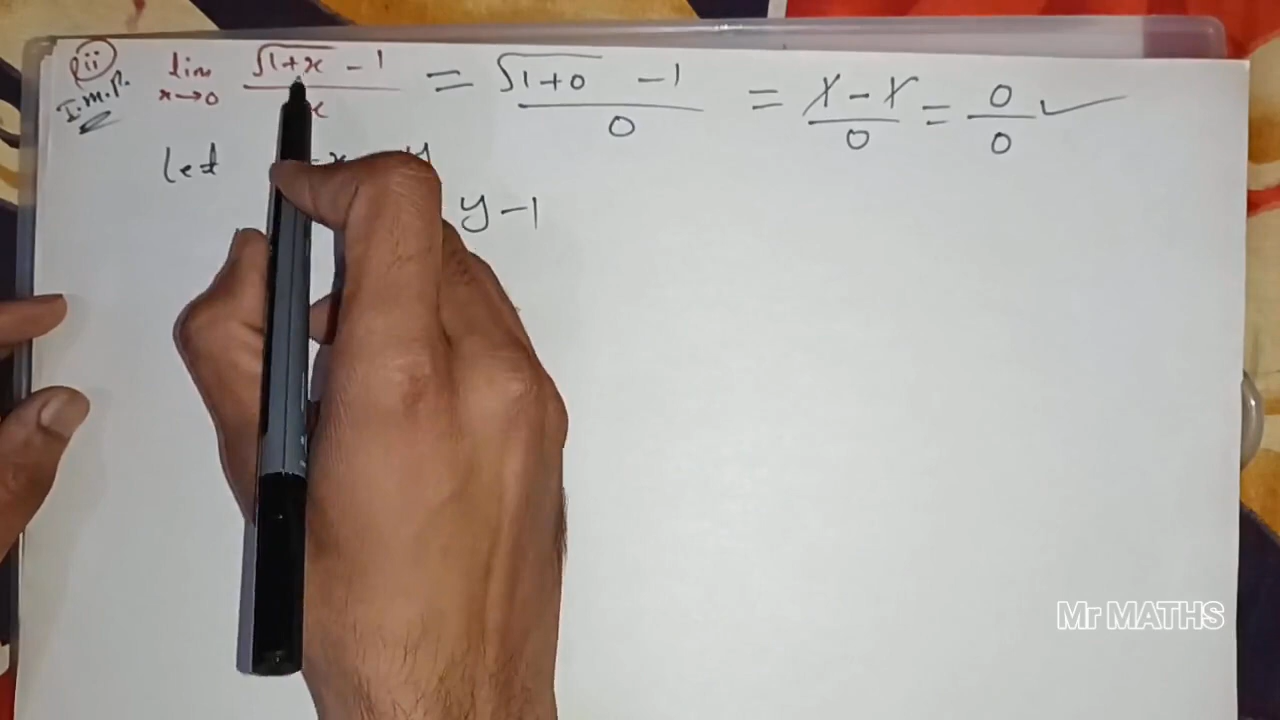 (ii) lim √1+x - 1 = √1+0 - 1 = 1 - 1 = 0 ✓
I.M.P. x→0 x 0 0 0
let x y
y - 1
Mr MATHS